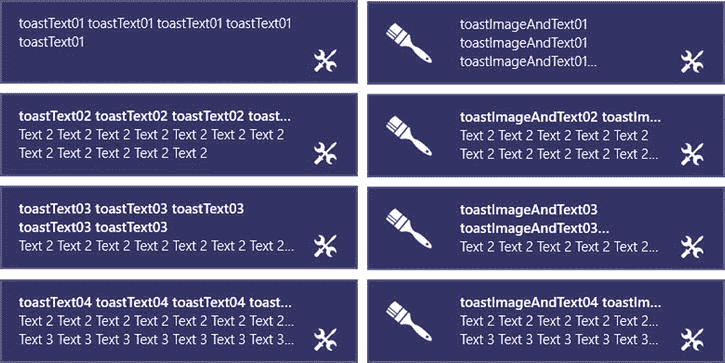 toastText01 toastText01 toastText01 toastText01
toastText01
toastImageAndText01
toastImageAndText01
toastImageAndText01...
toastText02 toastText02 toastText02 toast...
Text 2 Text 2 Text 2 Text 2 Text 2 Text 2 Text 2
Text 2 Text 2 Text 2 Text 2 Text 2
toastImageAndText02 toastIm...
Text 2 Text 2 Text 2 Text 2 Text 2
Text 2 Text 2 Text 2 Text 2 Text 2...
toastText03 toastText03 toastText03
toastText03 toastText03
Text 2 Text 2 Text 2 Text 2 Text 2 Text 2 Text 2...
toastImageAndText03
toastImageAndText03...
Text 2 Text 2 Text 2 Text 2 Text 2...
toastText04 toastText04 toastText04 toast...
Text 2 Text 2 Text 2 Text 2 Text 2 Text 2 Text 2...
Text 3 Text 3 Text 3 Text 3 Text 3 Text 3 Text 3...
toastImageAndText04 toastIm...
Text 2 Text 2 Text 2 Text 2 Text 2...
Text 3 Text 3 Text 3 Text 3 Text 3...